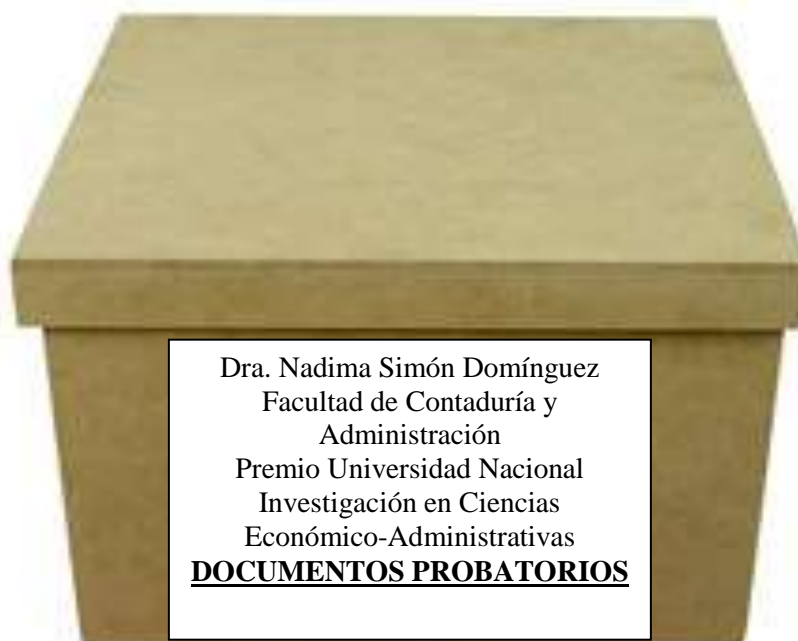 Dra. Nadima Simón Domínguez
Facultad de Contaduría y
Administración
Premio Universidad Nacional
Investigación en Ciencias
Económico-Administrativas
DOCUMENTOS PROBATORIOS